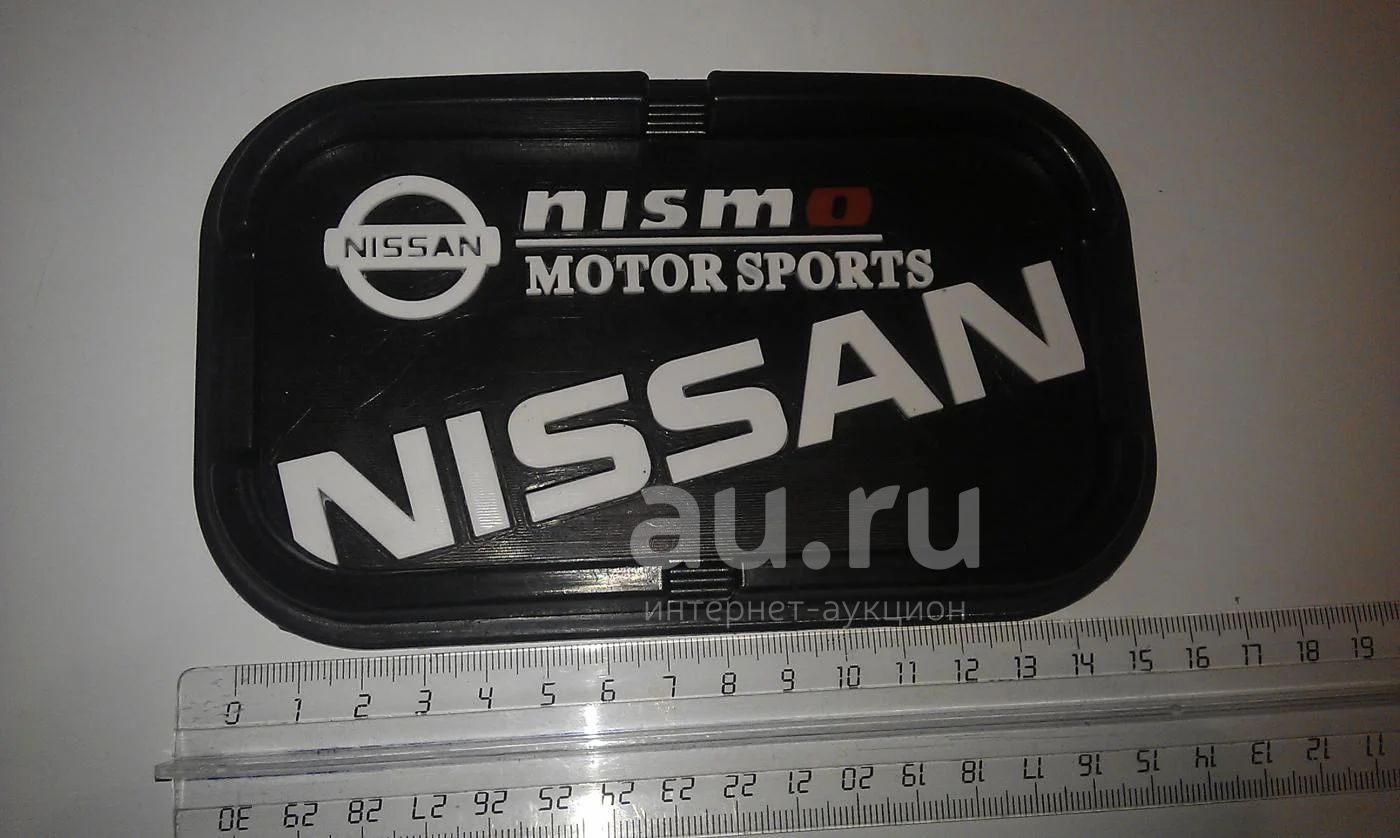 NISSAN
nismo
MOTOR SPORTS
NISSAN
au.ru
интернет-аукцион
0 1 2 3 4 5 6 7 8 9 10 11 12 13 14 15 16 17 18 19
30 29 28 27 26 25 24 23 22 21 20 19 18 17 16 15 14 13 12 11